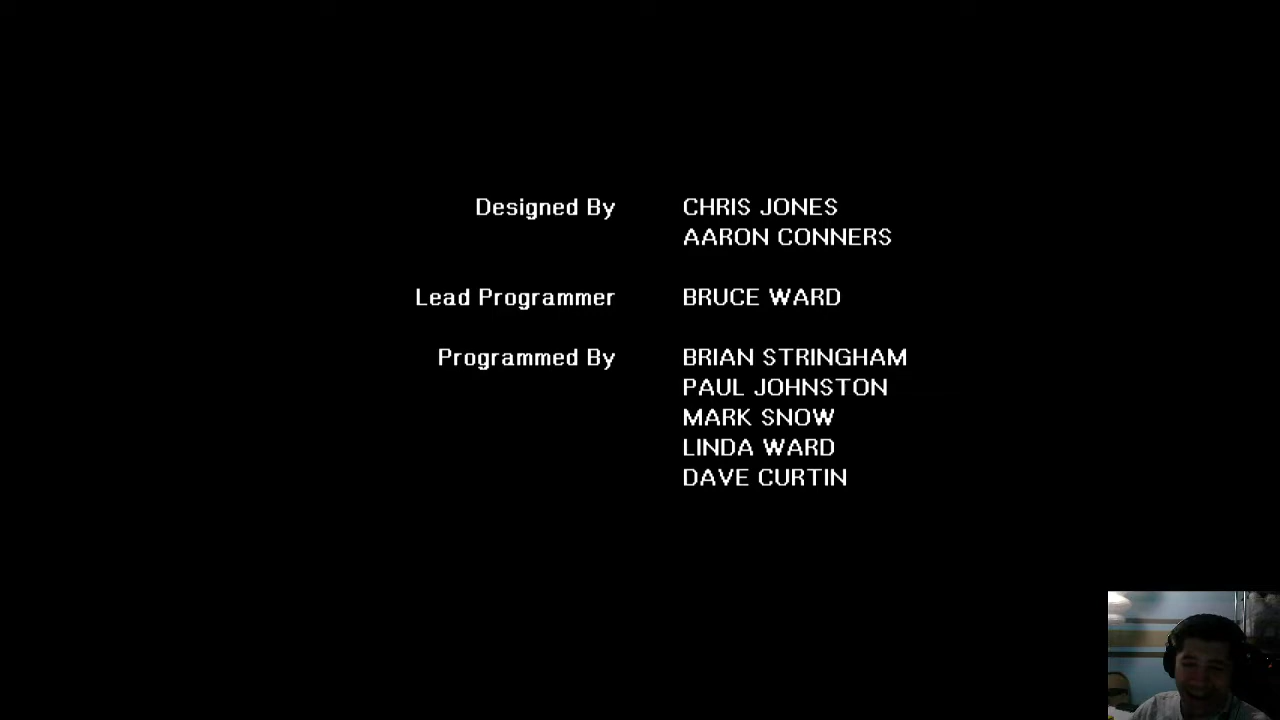 Designed By CHRIS JONES
AARON CONNERS
Lead Programmer BRUCE WARD
Programmed By BRIAN STRINGHAM
PAUL JOHNSTON
MARK SNOW
LINDA WARD
DAVE CURTIN